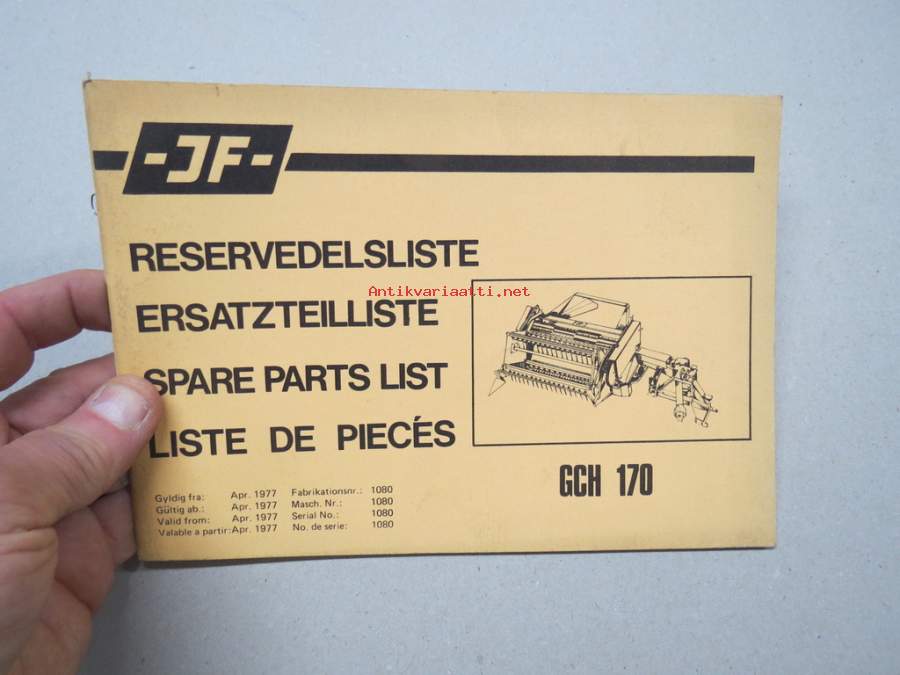 -JF-
RESERVEDELSLISTE
Antikvariaatti.net
ERSATZTEILLISTE
SPARE PARTS LIST
LISTE DE PIECÉS
GCH 170
Gyldig fra: Apr. 1977 Fabrikationsnr.: 1080
Gültig ab.: Apr. 1977 Masch. Nr.: 1080
Valid from: Apr. 1977 Serial No.: 1080
Valable a partir: Apr. 1977 No. de serie: 1080